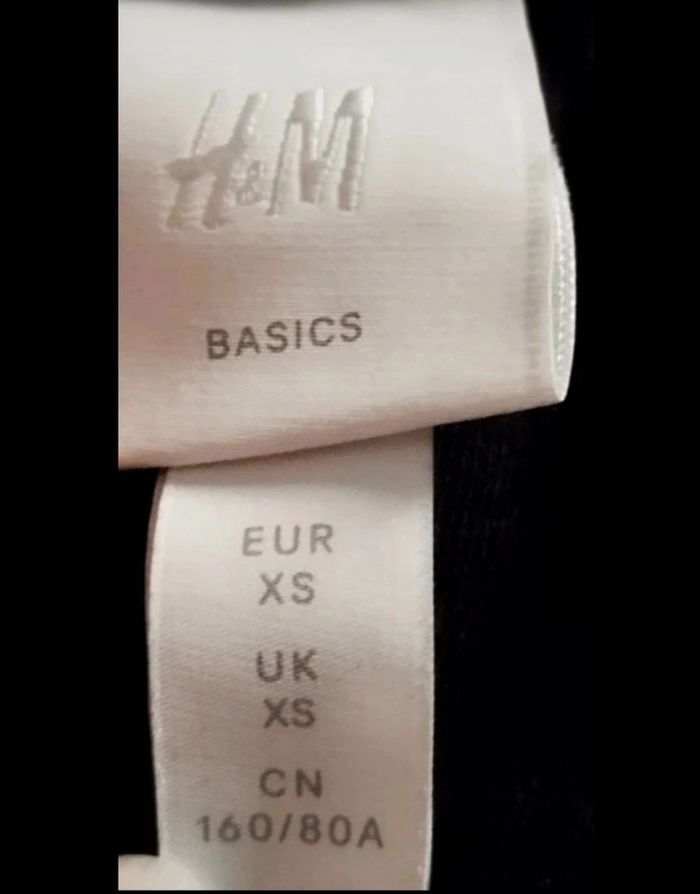 H&M
BASICS
EUR
XS
UK
XS
CN
160/80A